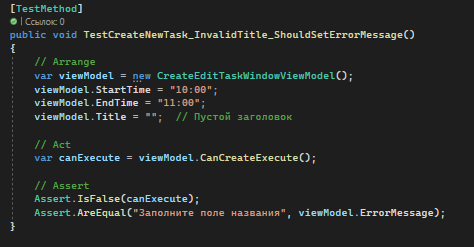 [TestMethod]
| Ссылок: 0
public void TestCreateNewTask_InvalidTitle_ShouldSetErrorMessage()
{
// Arrange
var viewModel = new CreateEditTaskWindowViewModel();
viewModel.StartTime = "10:00";
viewModel.EndTime = "11:00";
viewModel.Title = "";  // Пустой заголовок
// Act
var canExecute = viewModel.CanCreateExecute();
// Assert
Assert.IsFalse(canExecute);
Assert.AreEqual("Заполните поле названия", viewModel.ErrorMessage);
}